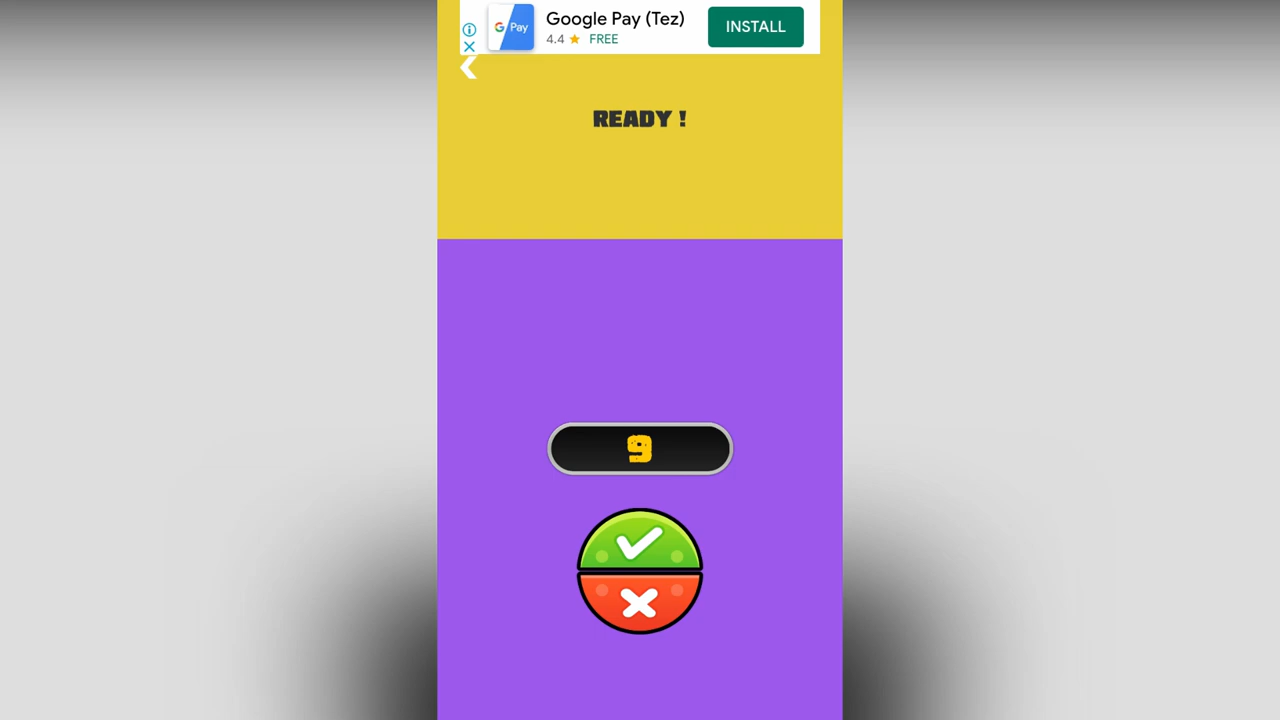 Google Pay (Tez)
G Pay
4.4 ★ FREE
INSTALL
READY !
9